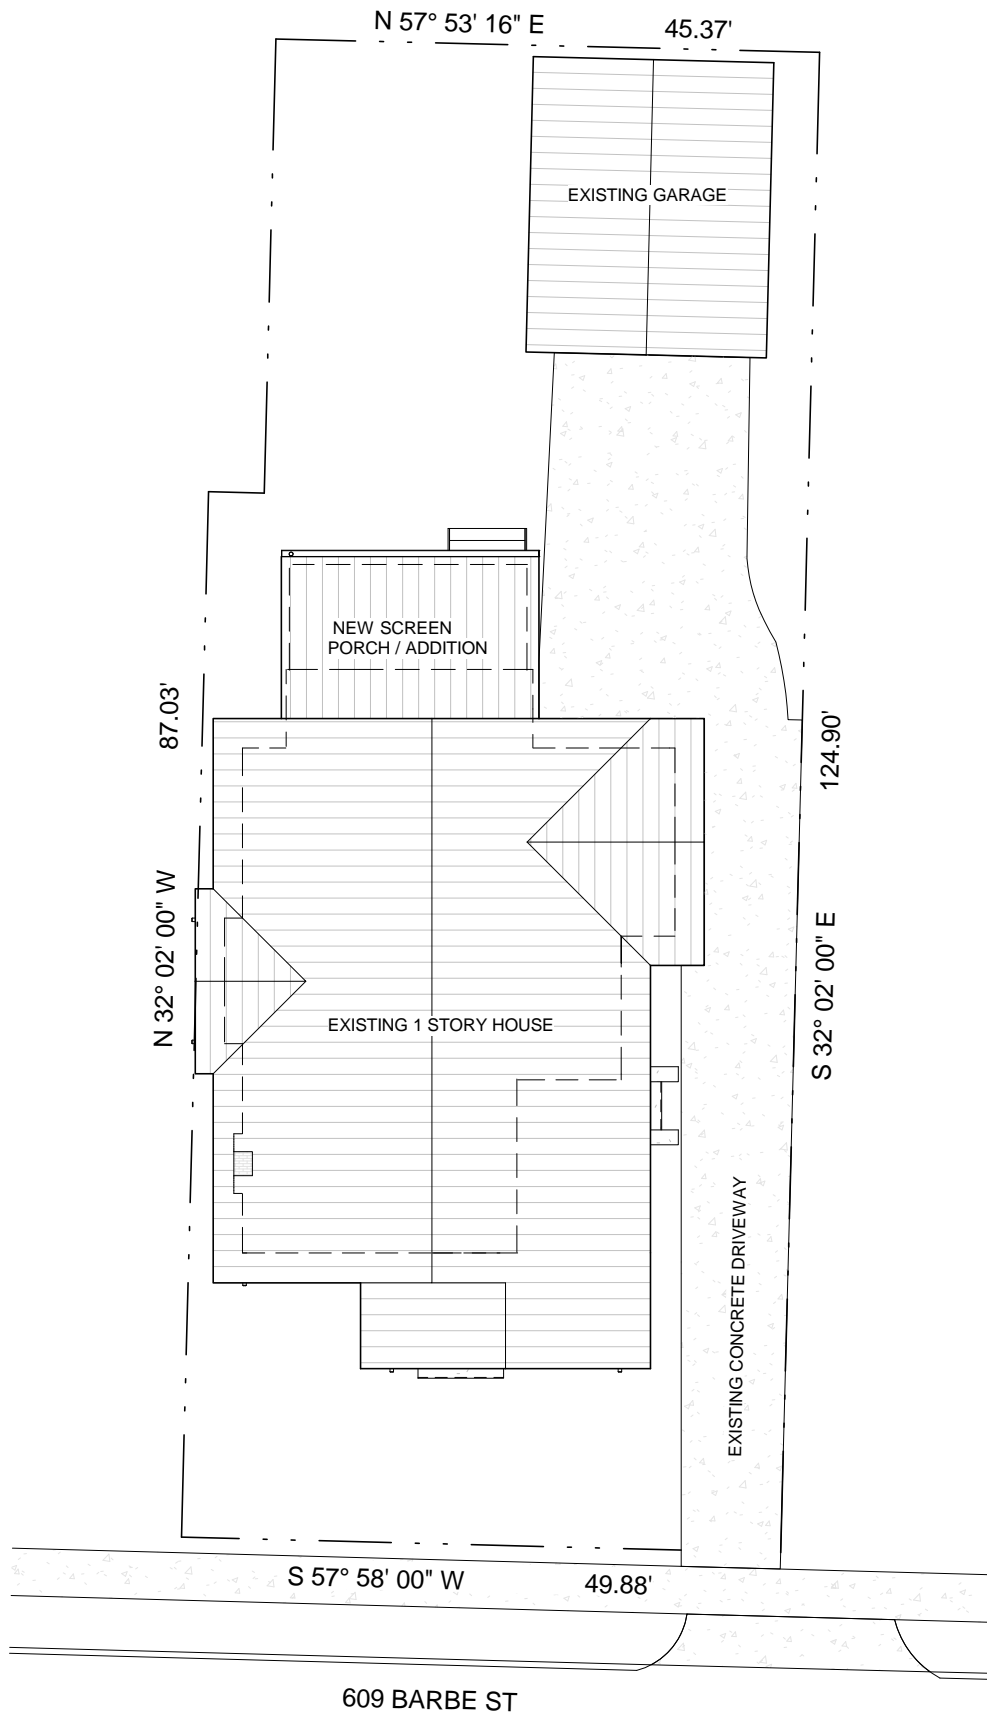 N 57° 53' 16" E
45.37'
EXISTING GARAGE
NEW SCREEN
PORCH / ADDITION
87.03'
124.90'
N 32° 02' 00" W
S 32° 02' 00" E
EXISTING 1 STORY HOUSE
EXISTING CONCRETE DRIVEWAY
S 57° 58' 00" W
49.88'
609 BARBE ST